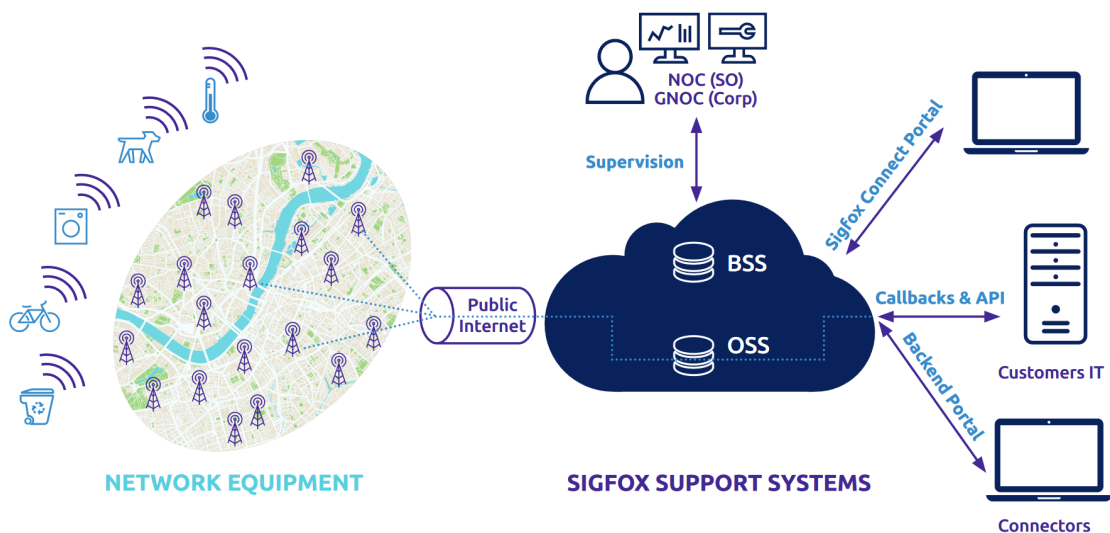 NOC (SO)
GNOC (Corp)
Supervision
Sigfox Connect Portal
BSS
Public
Internet
Callbacks & API
OSS
Customers IT
Backend Portal
NETWORK EQUIPMENT
SIGFOX SUPPORT SYSTEMS
Connectors